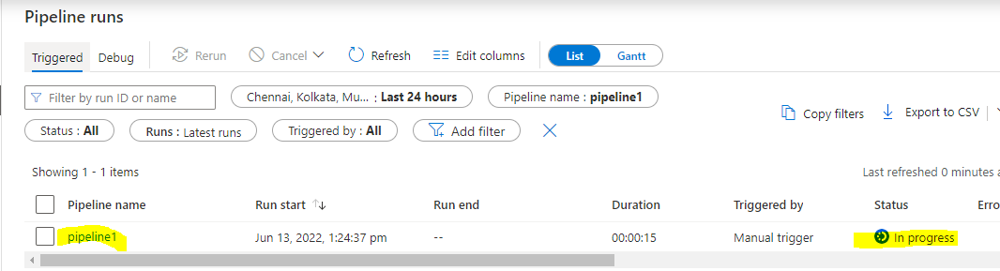 Pipeline runs
Triggered Debug Rerun Cancel Refresh Edit columns List Gantt
Filter by run ID or name Chennai, Kolkata, Mu... : Last 24 hours Pipeline name : pipeline1
Copy filters Export to CSV
Status : All Runs : Latest runs Triggered by : All Add filter
Showing 1 - 1 items Last refreshed 0 minutes a
Pipeline name Run start Run end Duration Triggered by Status Erro
pipeline1 Jun 13, 2022, 1:24:37 pm -- 00:00:15 Manual trigger In progress